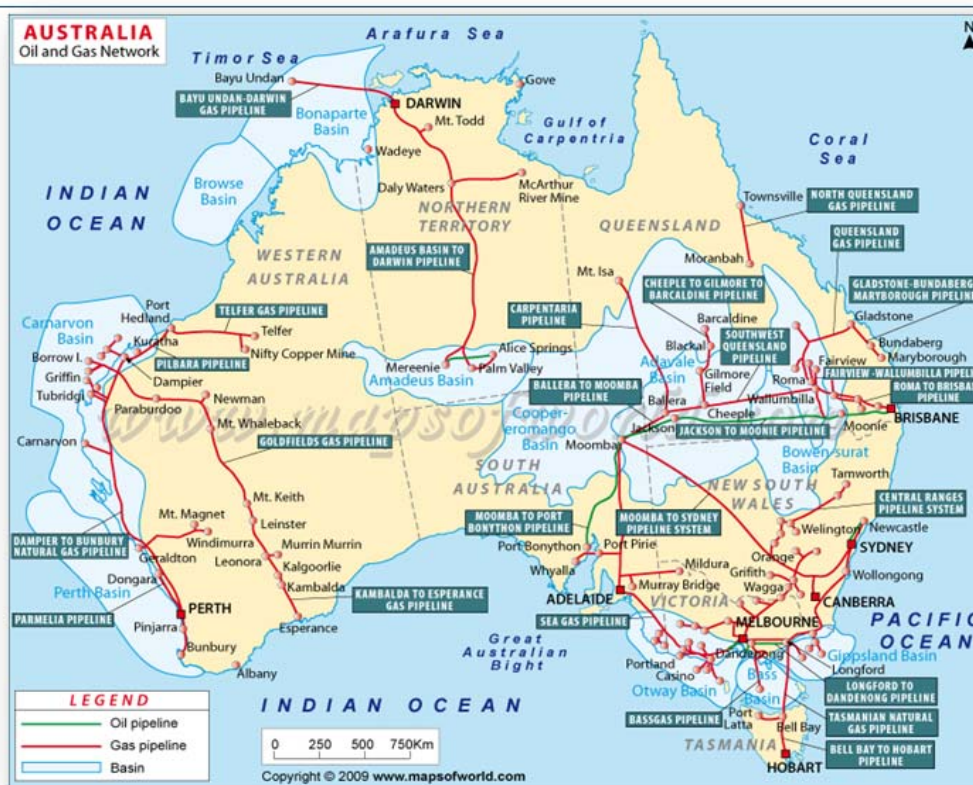 AUSTRALIA
Oil and Gas Network
N
Arafura Sea
Timor Sea
Bayu Undan
BAYU UNDAN-DARWIN
GAS PIPELINE
DARWIN
Gove
Mt. Todd
Bonaparte
Basin
Gulf of
Carpentria
Coral
Sea
Wadeye
INDIAN
OCEAN
Browse
Basin
Daly Waters
McArthur
River Mine
Townsville
NORTH QUEENSLAND
GAS PIPELINE
NORTHERN
TERRITORY
QUEENSLAND
QUEENSLAND
GAS PIPELINE
WESTERN
AUSTRALIA
AMADEUS BASIN TO
DARWIN PIPELINE
Moranbah
Mt. Isa
CHEEPLE TO GILMORE TO
BARCALDINE PIPELINE
GLADSTONE-BUNDABERG
MARYBOROUGH PIPELIN
Port
Hedland
TELFER GAS PIPELINE
CARPENTARIA
PIPELINE
Barcaldine
Gladstone
Carnarvon
Basin
Kuratha
Telfer
SOUTHWEST
QUEENSLAND
PIPELINE
Bundaberg
Borrow I.
PILBARA
Nifty Copper Mine
Alice Springs
Blackal
Maryborough
Griffin
Dampier
Mereenie
Palm Valley
Adavale
Basin
Fairview
Tubridgi
Amadeus Basin
BALLERA TO MOOMBA
PIPELINE
Gilmore
Field
Roma
FAIRVIEW -WALLUMBILLA PIPELI
Paraburdoo
Newman
Ballera
Wallumbilla
ROMA TO BRISBA
PIPELINE
Cooper-
eromango Basin
Jackson
Cheeple
BRISBANE
Mt. Whaleback
www.mapsofworld.com
JACKSON TO MOONIE PIPELINE
Moonie
Carnarvon
GOLDFIELDS GAS PIPELINE
Moomba
Bowen-surat
Basin
SOUTH
AUSTRALIA
Tamworth
NEW SOUTH
WALES
Mt. Keith
CENTRAL RANGES
PIPELINE SYSTEM
Mt. Magnet
Leinster
MOOMBA TO PORT
BONYTHON PIPELINE
MOOMBA TO SYDNEY
PIPELINE SYSTEM
DAMPIER TO BUNBURY
NATURAL GAS PIPELINE
Windimurra
Murrin Murrin
Welington
Newcastle
Geraldton
Leonora
Port Bonython
Port Pirie
Orange
SYDNEY
Kalgoorlie
Whyalla
Mildura
Dongara
Kambalda
Griffith
Wollongong
Perth Basin
KAMBALDA TO ESPERANCE
GAS PIPELINE
ADELAIDE
Murray Bridge
Wagga
PERTH
VICTORIA
CANBERRA
PARMELIA PIPELINE
Esperance
SEA GAS PIPELINE
MELBOURNE
PACIFIC
OCEAN
Pinjarra
Great
Australian
Bight
Bunbury
Dandenong
Gippsland Basin
Albany
Portland
Longford
Casino
Bass
Basin
Otway Basin
LONGFORD TO
DANDENONG PIPELINE
LEGEND
INDIAN OCEAN
BASSGAS PIPELINE
Port
Latta
Bell Bay
TASMANIAN NATURAL
GAS PIPELINE
Oil pipeline
Gas pipeline
Basin
0 250 500 750Km
TASMANIA
BELL BAY TO HOBART
PIPELINE
HOBART
Copyright © 2009 www.mapsofworld.com